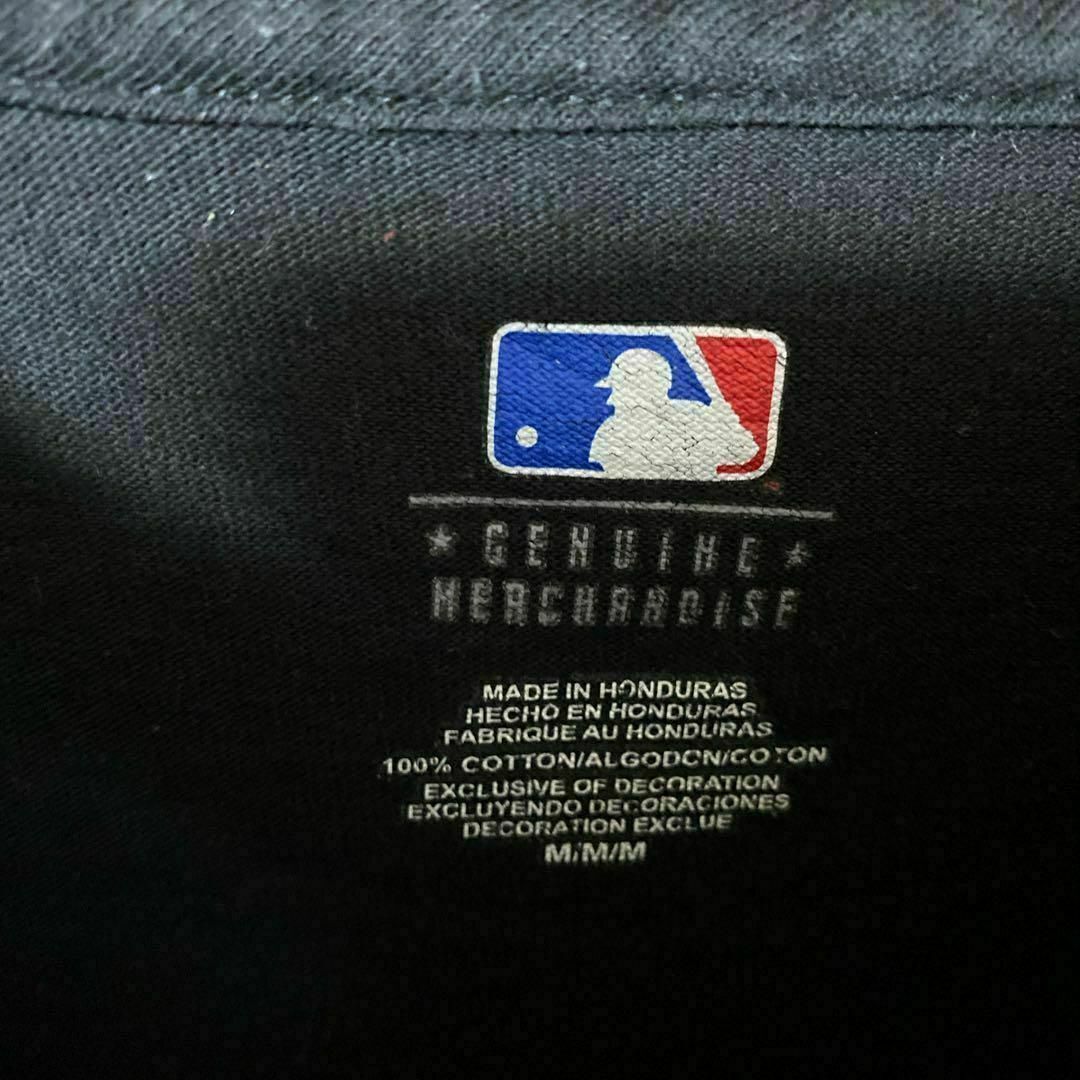 ★ GENUINE ★
MERCHANDISE
MADE IN HONDURAS
HECHO EN HONDURAS
FABRIQUE AU HONDURAS
100% COTTON/ALGODON/COTON
EXCLUSIVE OF DECORATION
EXCLUYENDO DECORACIONES
DECORATION EXCLUE
M/M/M